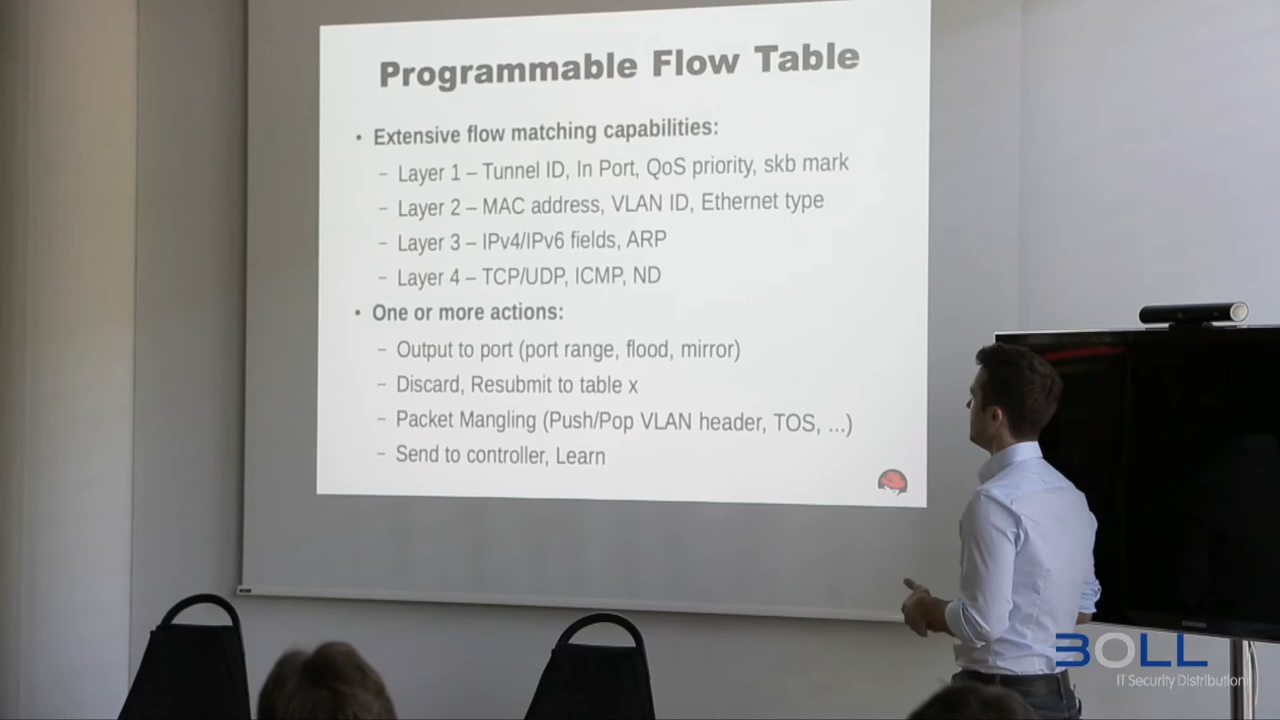 Programmable Flow Table
• Extensive flow matching capabilities:
– Layer 1 – Tunnel ID, In Port, QoS priority, skb mark
– Layer 2 – MAC address, VLAN ID, Ethernet type
– Layer 3 – IPv4/IPv6 fields, ARP
– Layer 4 – TCP/UDP, ICMP, ND
• One or more actions:
– Output to port (port range, flood, mirror)
– Discard, Resubmit to table x
– Packet Mangling (Push/Pop VLAN header, TOS, ...)
– Send to controller, Learn
SAMSUNG
BOLL
IT Security Distribution